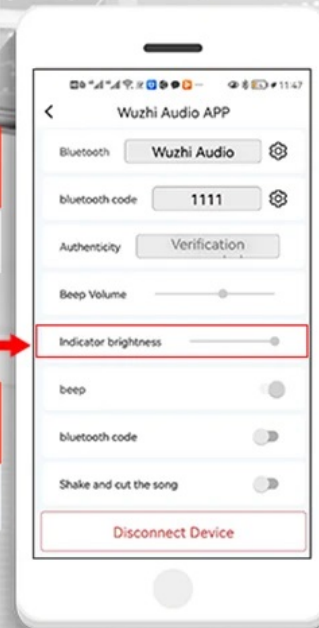 11:47
Wuzhi Audio APP
Bluetooth Wuzhi Audio
bluetooth code 1111
Authenticity Verification
Beep Volume
Indicator brightness
beep
bluetooth code
Shake and cut the song
Disconnect Device